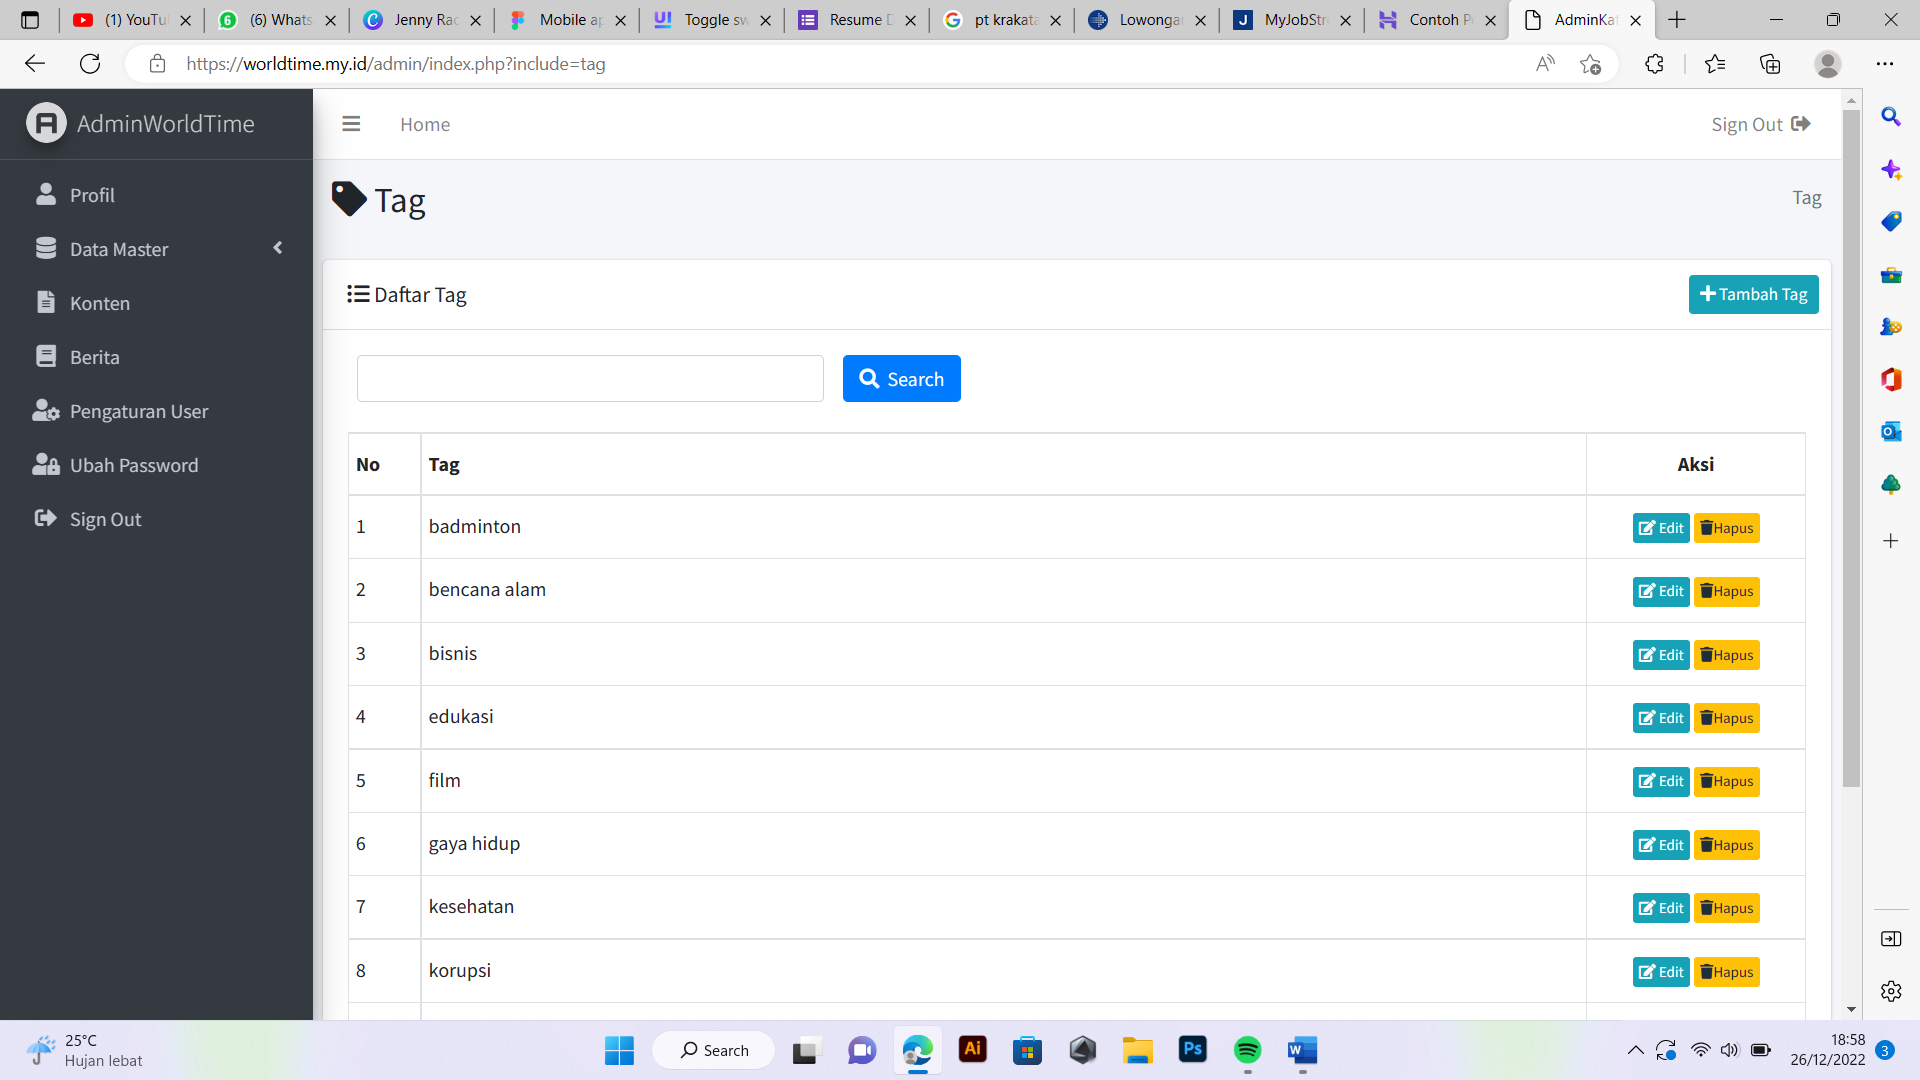 (1) YouTu
(6) Whats
Jenny Rac
Mobile ap
Toggle sw
Resume D
pt krakata
Lowongan
MyJobStre
Contoh Po
AdminKat
https://worldtime.my.id/admin/index.php?include=tag
AdminWorldTime
Home
Sign Out
Profil
Data Master
Konten
Berita
Pengaturan User
Ubah Password
Sign Out
Tag
Tag
Daftar Tag
Tambah Tag
Search
No Tag Aksi
1 badminton Edit Hapus
2 bencana alam Edit Hapus
3 bisnis Edit Hapus
4 edukasi Edit Hapus
5 film Edit Hapus
6 gaya hidup Edit Hapus
7 kesehatan Edit Hapus
8 korupsi Edit Hapus
25°C
Hujan lebat
Search
Ai
Ps
18:58
26/12/2022
3